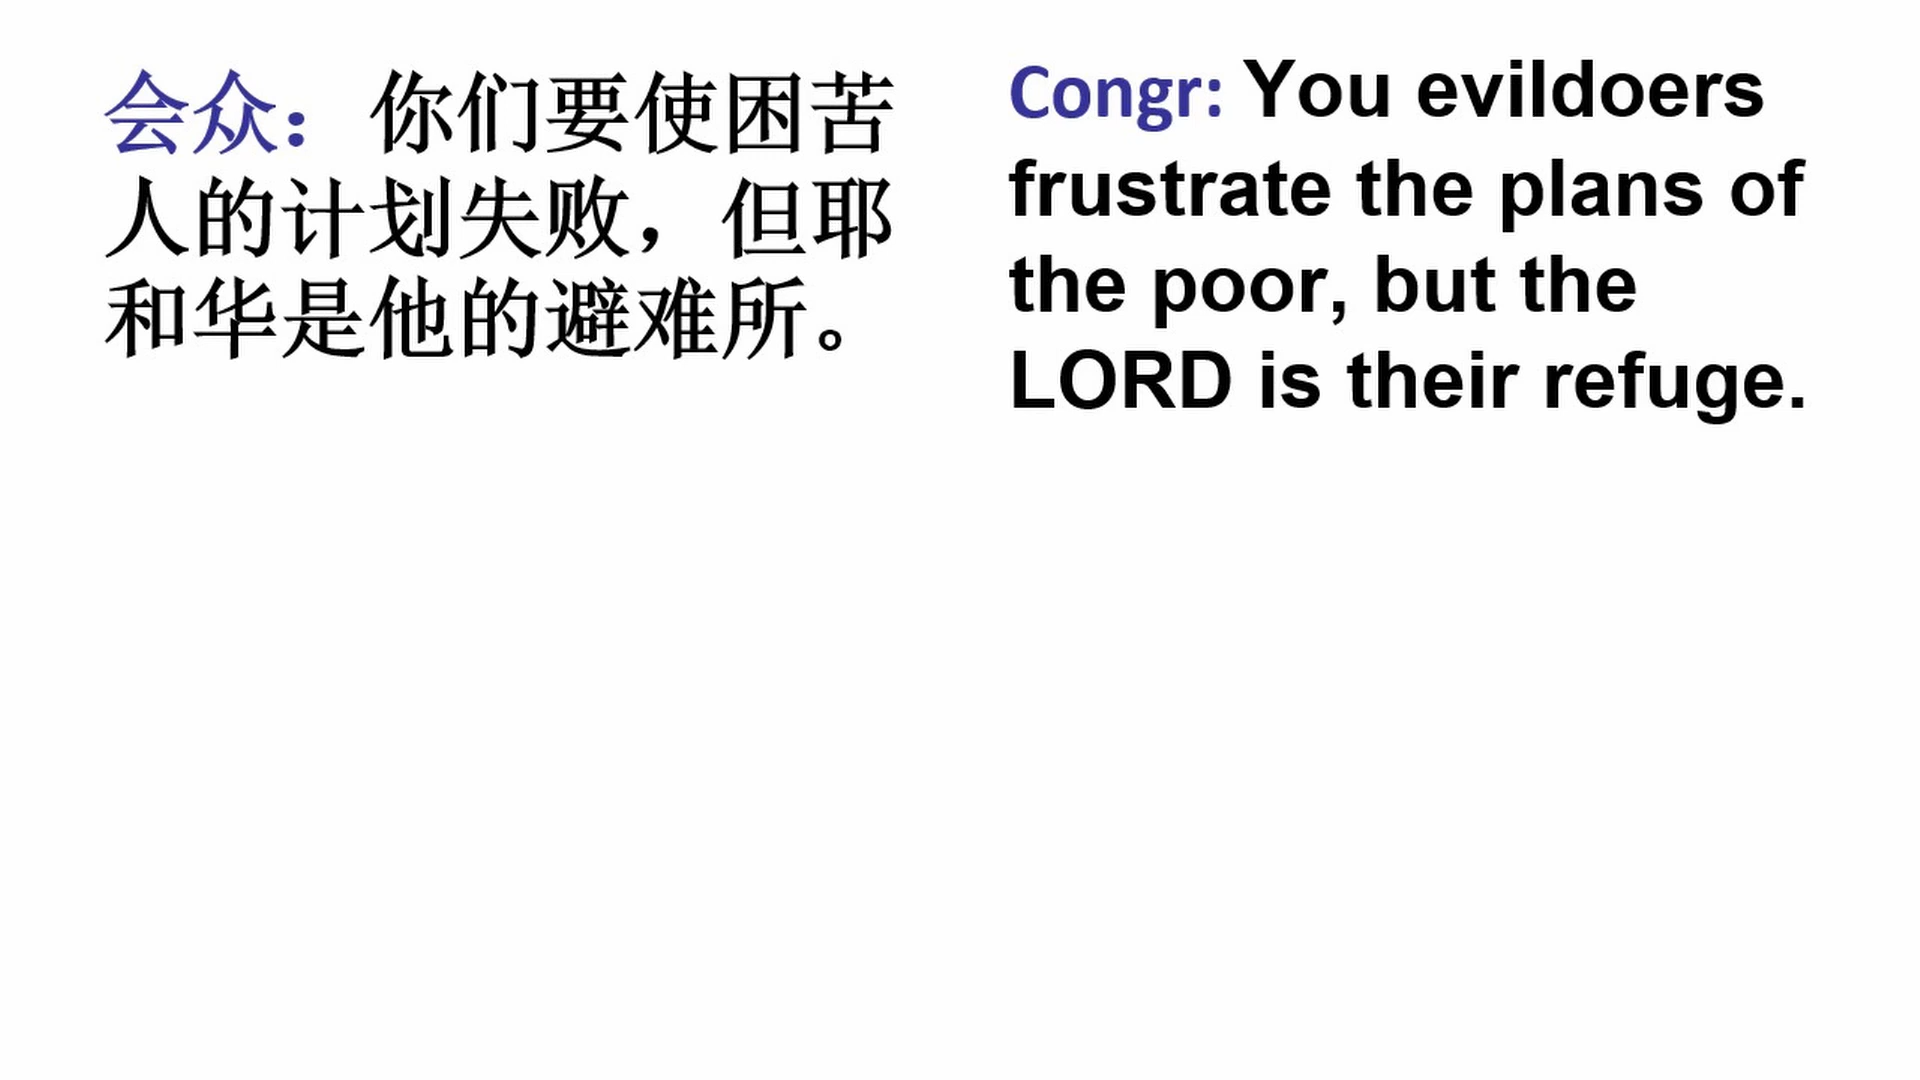 会众： 你们要使困苦
人的计划失败，但耶
和华是他的避难所。
Congr: You evildoers
frustrate the plans of
the poor, but the
LORD is their refuge.